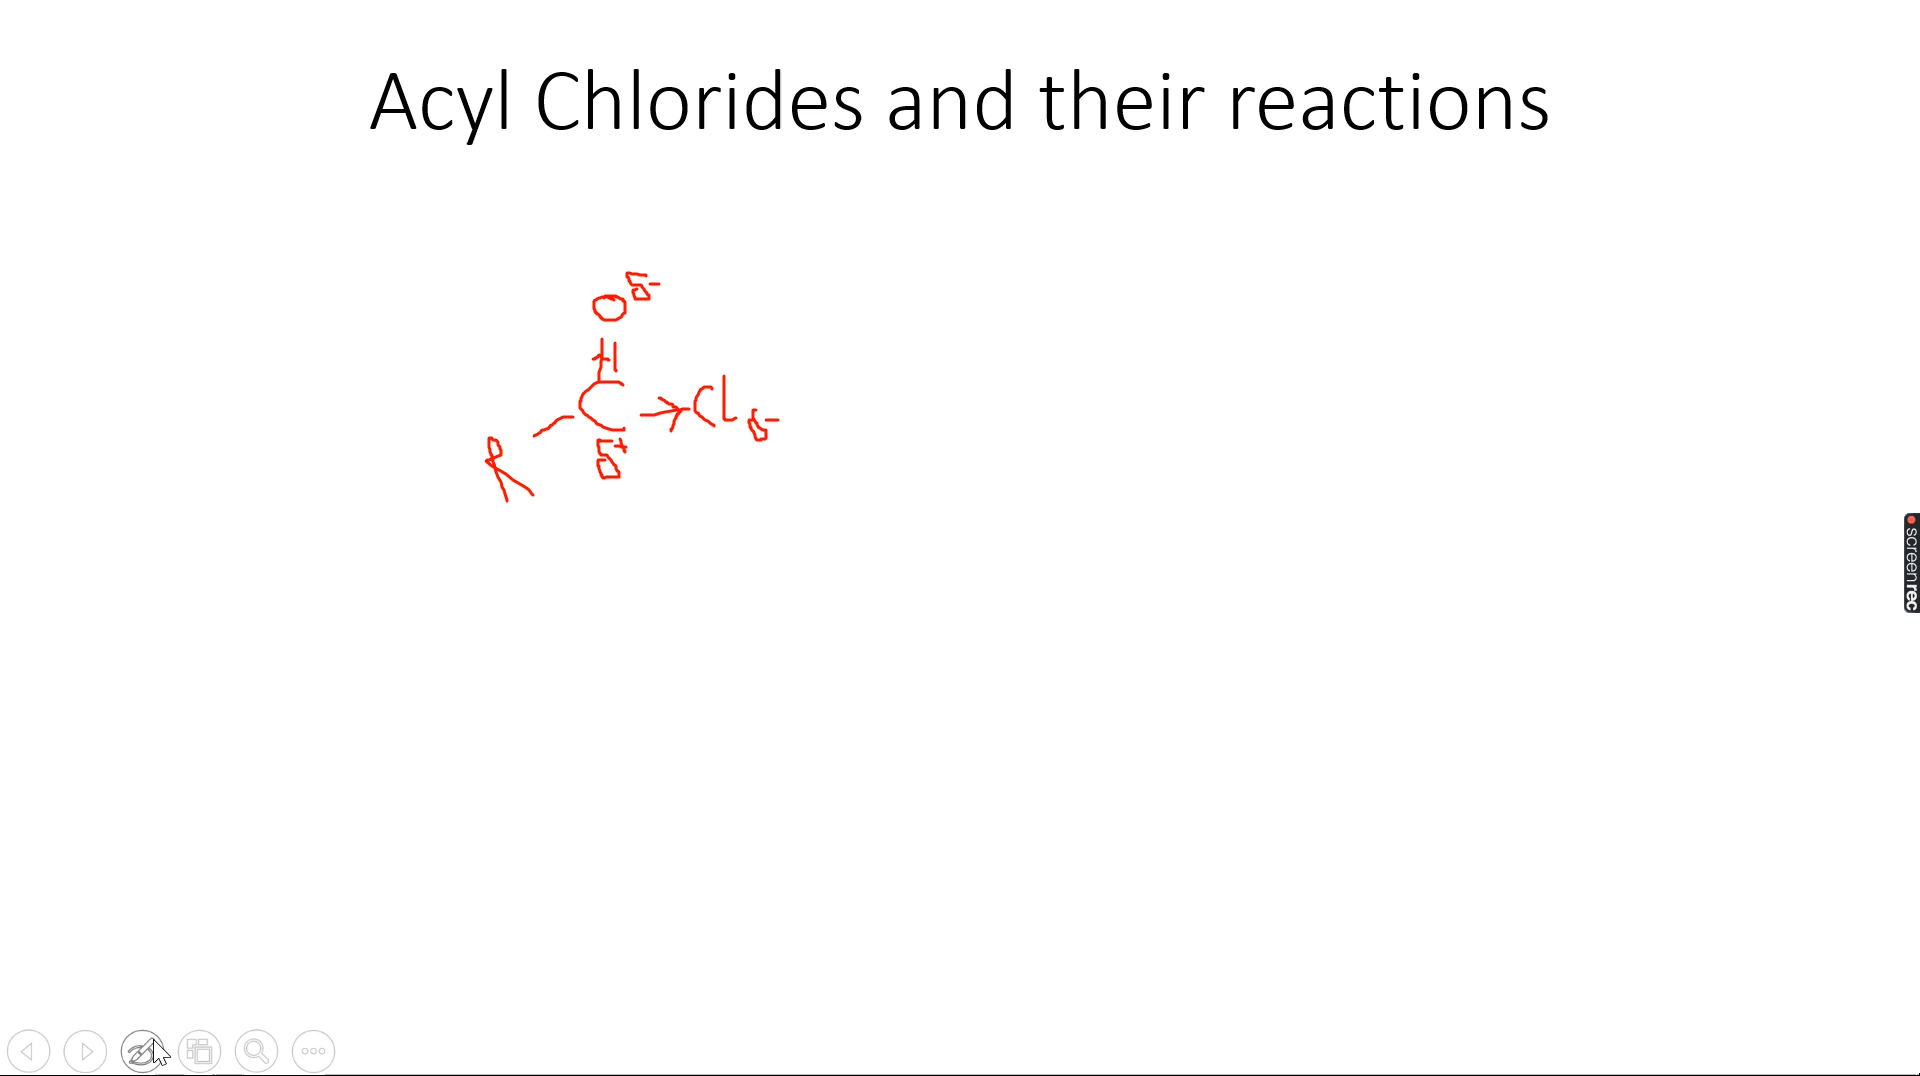 Acyl Chlorides and their reactions
O δ-
C → Cl δ-
R
δ+
screenrec